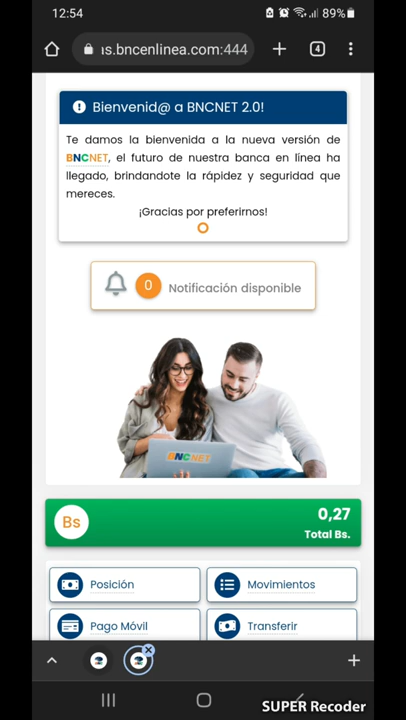 12:54
89%
ıs.bncenlinea.com:444
4
Bienvenid@ a BNCNET 2.0!
Te damos la bienvenida a la nueva versión de
BNCNET, el futuro de nuestra banca en línea ha
llegado, brindandote la rápidez y seguridad que
mereces.
¡Gracias por preferirnos!
0 Notificación disponible
BNCNET
Bs
0,27
Total Bs.
Posición
Movimientos
Pago Móvil
Transferir
SUPER Recoder